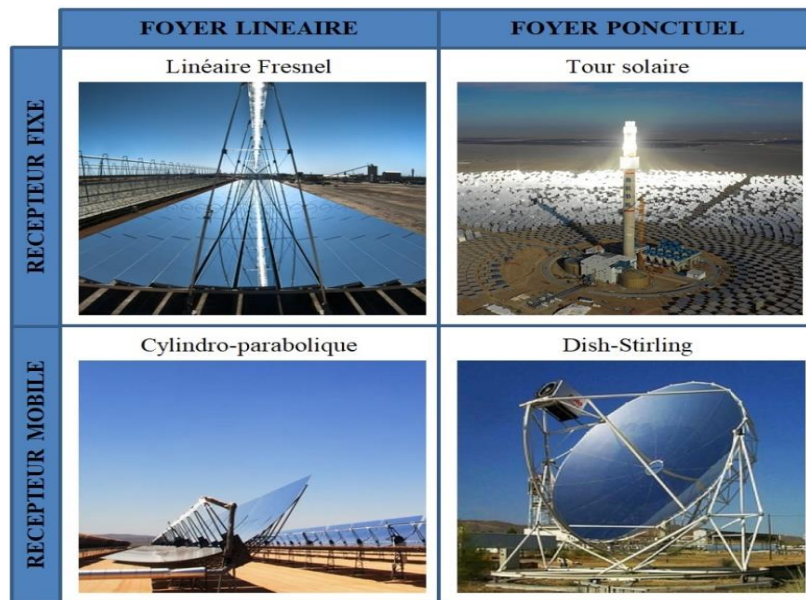 FOYER LINEAIRE
FOYER PONCTUEL
RECEPTEUR FIXE
Linéaire Fresnel
Tour solaire
RECEPTEUR MOBILE
Cylindro-parabolique
Dish-Stirling